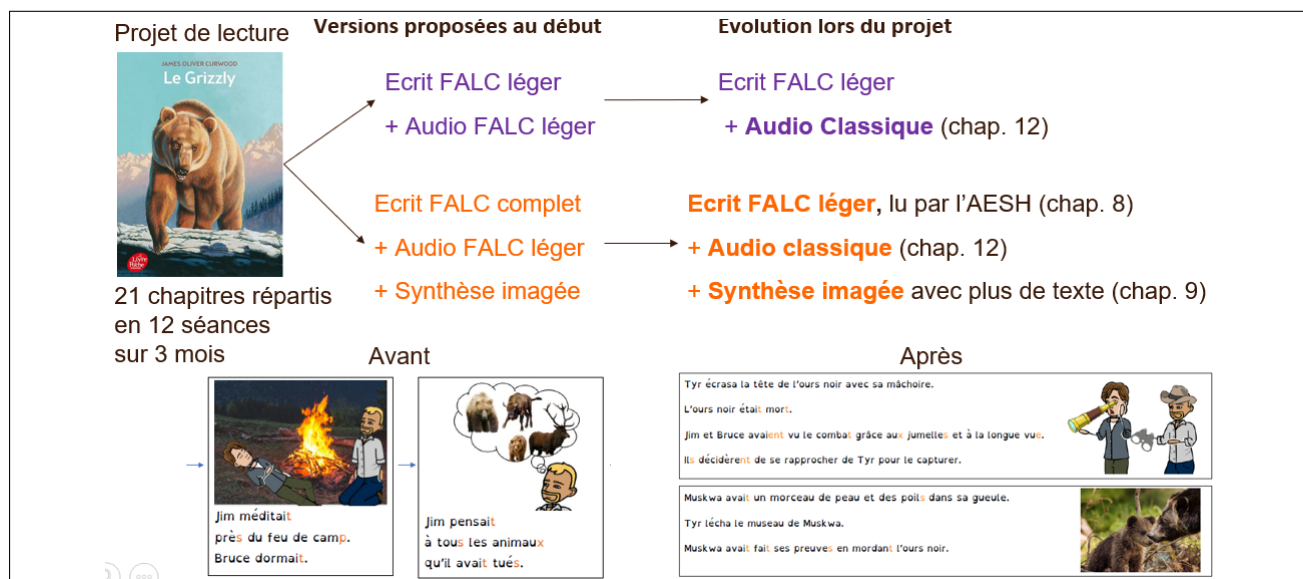 Projet de lecture
Versions proposées au début
Evolution lors du projet
JAMES OLIVER CURWOOD
Le Grizzly
Le Livre de Poche
21 chapitres répartis
en 12 séances
sur 3 mois
Ecrit FALC léger
+ Audio FALC léger
Ecrit FALC léger
+ Audio Classique (chap. 12)
Ecrit FALC complet
+ Audio FALC léger
+ Synthèse imagée
Ecrit FALC léger, lu par l'AESH (chap. 8)
+ Audio classique (chap. 12)
+ Synthèse imagée avec plus de texte (chap. 9)
Avant
Jim méditait
près du feu de camp.
Bruce dormait.
Jim pensait
à tous les animaux
qu'il avait tués.
Après
Tyr écrasa la tête de l'ours noir avec sa mâchoire.
L'ours noir était mort.
Jim et Bruce avaient vu le combat grâce aux jumelles et à la longue vue.
Ils décidèrent de se rapprocher de Tyr pour le capturer.
Muskwa avait un morceau de peau et des poils dans sa gueule.
Tyr lécha le museau de Muskwa.
Muskwa avait fait ses preuves en mordant l'ours noir.